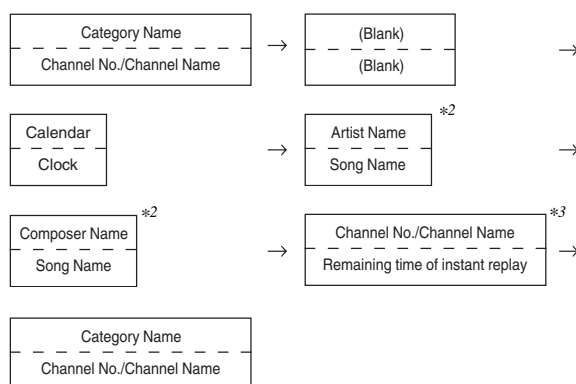 Category Name
Channel No./Channel Name
→
(Blank)
(Blank)
→
Calendar
Clock
→
*2
Artist Name
Song Name
→
*2
Composer Name
Song Name
→
*3
Channel No./Channel Name
Remaining time of instant replay
→
Category Name
Channel No./Channel Name